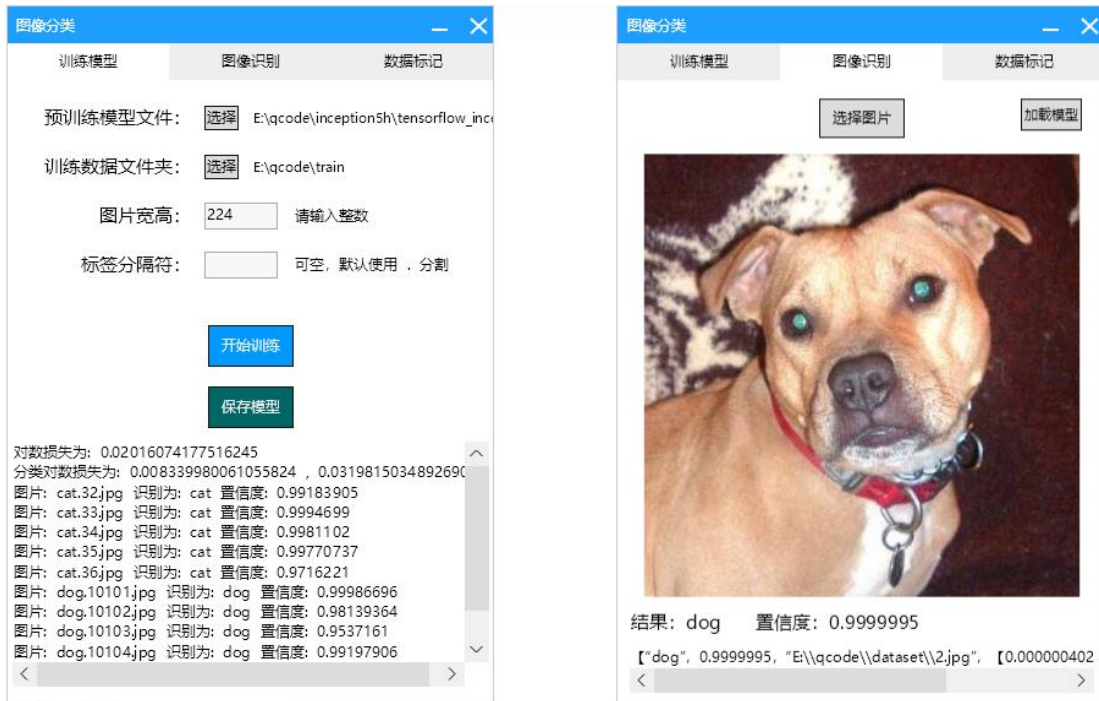 图像分类
训练模型 图像识别 数据标记
预训练模型文件： 选择 E:\qcode\inception5h\tensorflow_inc
训练数据文件夹： 选择 E:\qcode\train
图片宽高： 224 请输入整数
标签分隔符： 可空，默认使用 . 分割
开始训练
保存模型
对数损失为: 0.02016074177516245
分类对数损失为: 0.008339980061055824 , 0.0319815034892690
图片: cat.32.jpg 识别为: cat 置信度: 0.99183905
图片: cat.33.jpg 识别为: cat 置信度: 0.9994699
图片: cat.34.jpg 识别为: cat 置信度: 0.9981102
图片: cat.35.jpg 识别为: cat 置信度: 0.99770737
图片: cat.36.jpg 识别为: cat 置信度: 0.9716221
图片: dog.10101.jpg 识别为: dog 置信度: 0.99986696
图片: dog.10102.jpg 识别为: dog 置信度: 0.98139364
图片: dog.10103.jpg 识别为: dog 置信度: 0.9537161
图片: dog.10104.jpg 识别为: dog 置信度: 0.99197906
图像分类
训练模型 图像识别 数据标记
选择图片 加载模型
结果：dog 置信度：0.9999995
【"dog", 0.9999995, "E:\\qcode\\dataset\\2.jpg", 【0.000000402